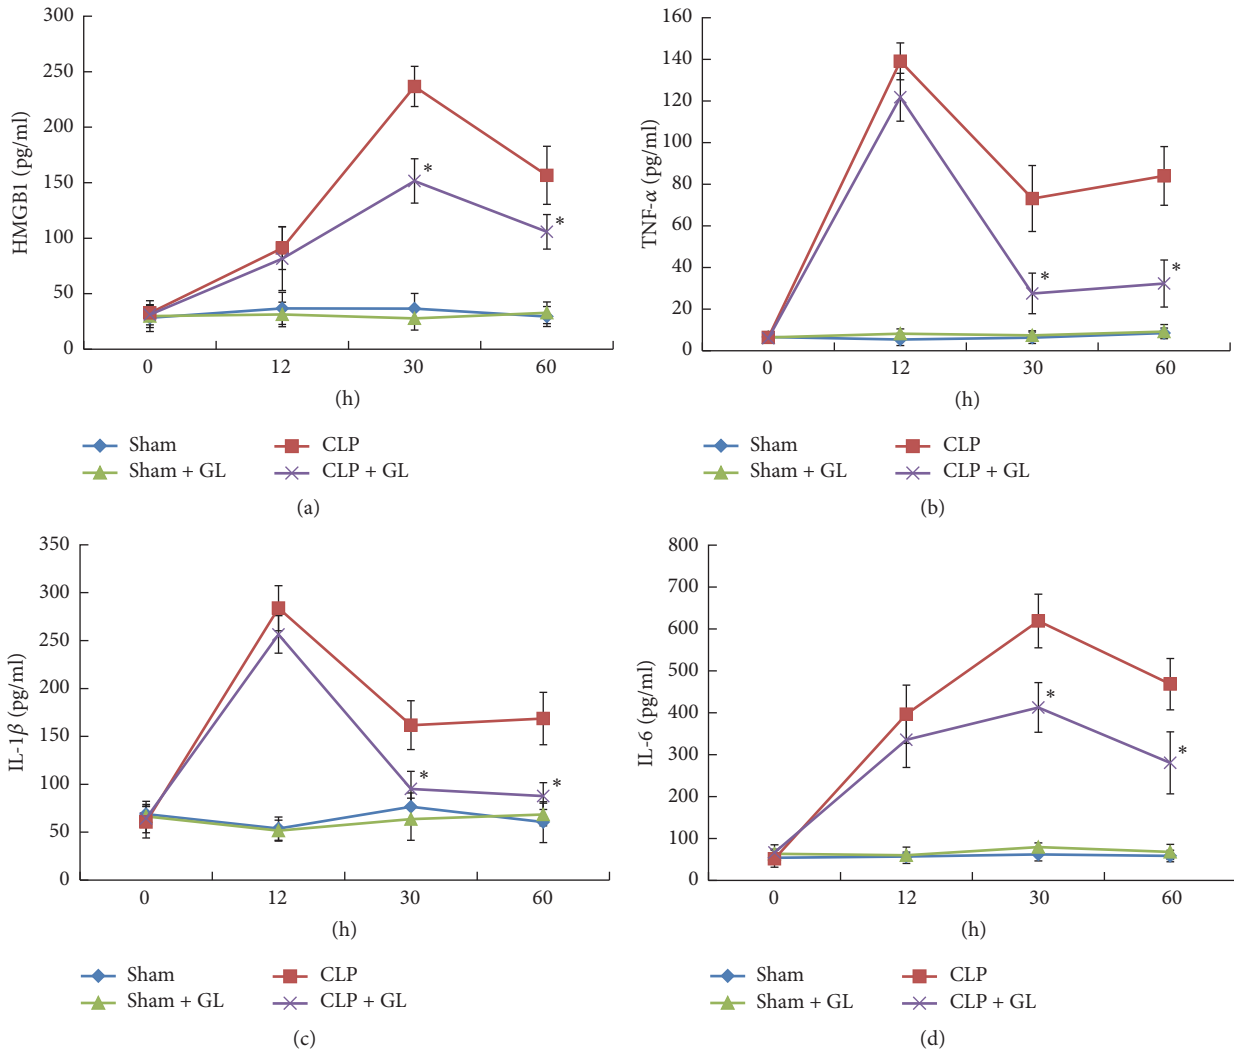 300
250
200
150
100
50
0
HMGB1 (pg/ml)
*
*
0 12 30 60
(h)
Sham CLP
Sham + GL CLP + GL
(a)
160
140
120
100
80
60
40
20
0
TNF-α (pg/ml)
*
*
0 12 30 60
(h)
Sham CLP
Sham + GL CLP + GL
(b)
350
300
250
200
150
100
50
0
IL-1β (pg/ml)
*
*
0 12 30 60
(h)
Sham CLP
Sham + GL CLP + GL
(c)
800
700
600
500
400
300
200
100
0
IL-6 (pg/ml)
*
*
0 12 30 60
(h)
Sham CLP
Sham + GL CLP + GL
(d)